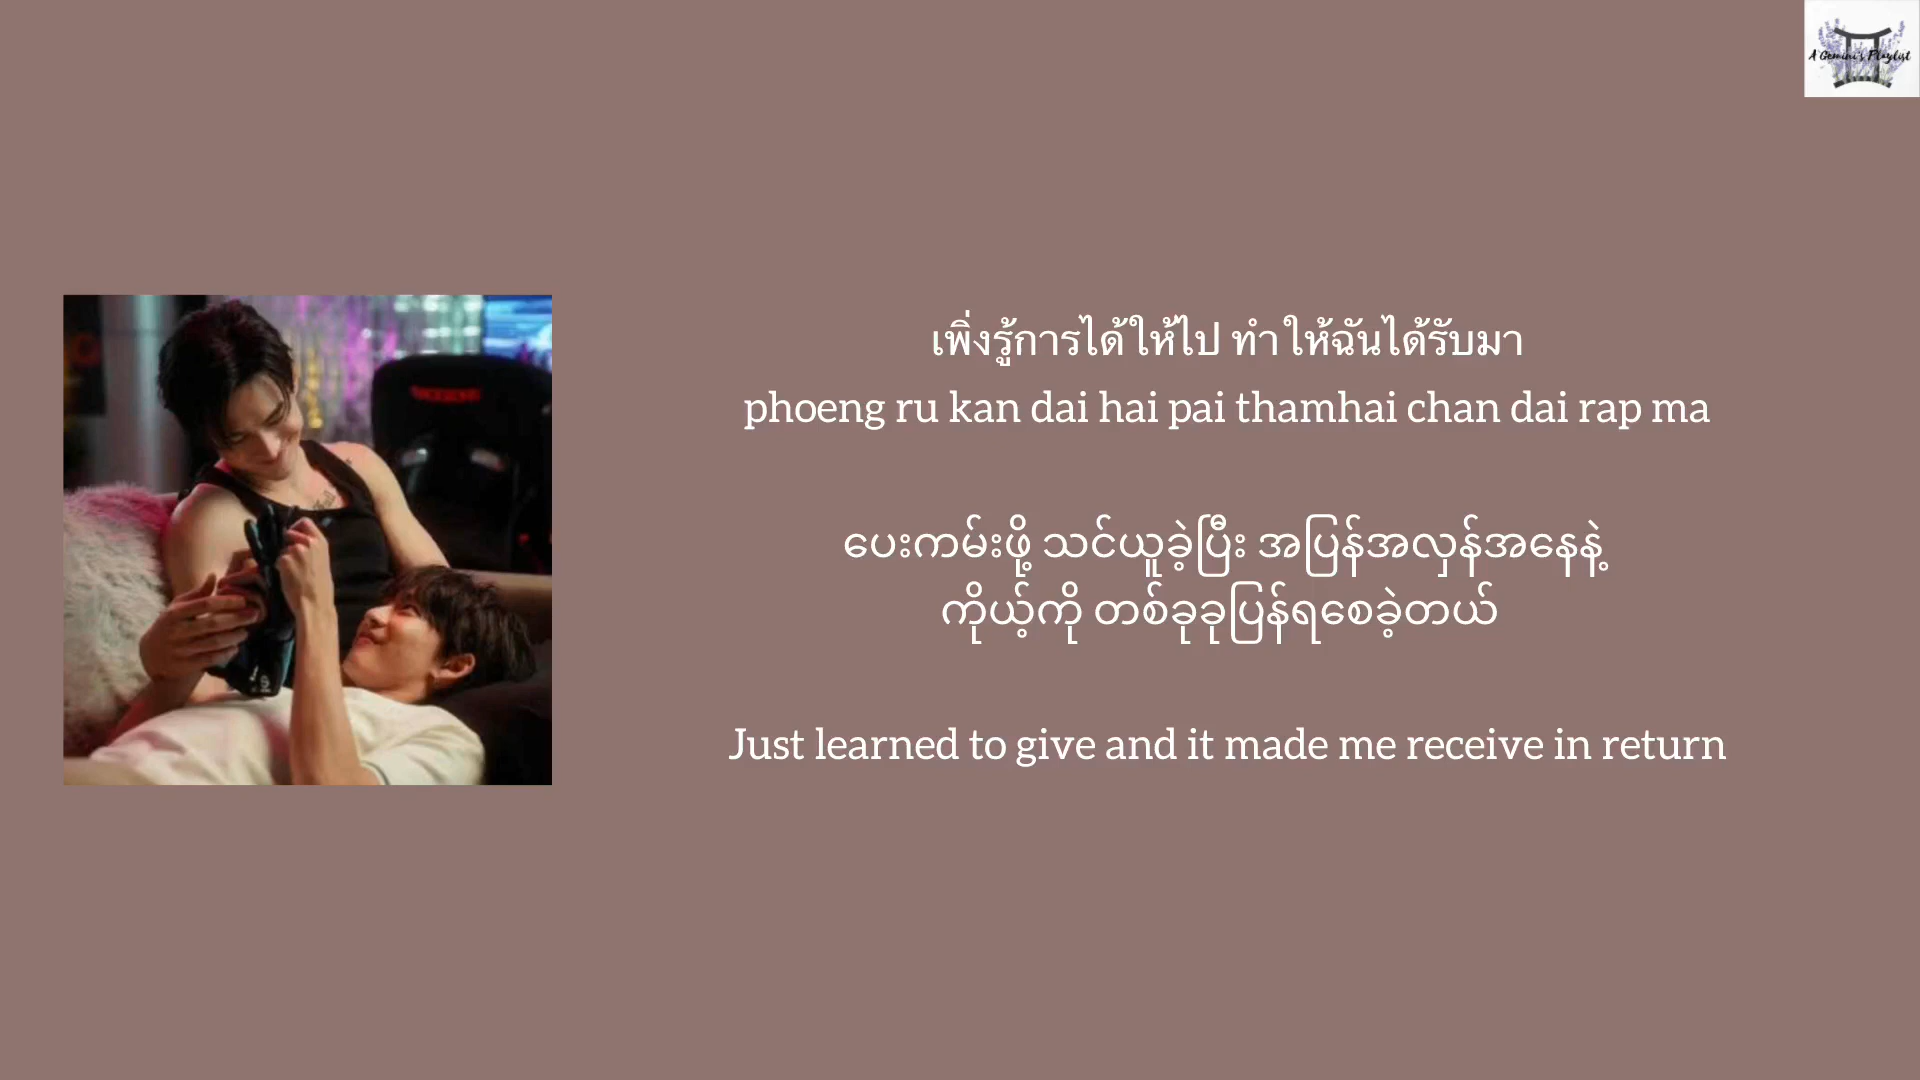 A Gemini's Playlist
เพิ่งรู้การได้ให้ไป ทำให้ฉันได้รับมา
phoeng ru kan dai hai pai thamhai chan dai rap ma
ပေးကမ်းဖို့ သင်ယူခဲ့ပြီး အပြန်အလှန်အနေနဲ့
ကိုယ့်ကို တစ်ခုခုပြန်ရစေခဲ့တယ်
Just learned to give and it made me receive in return